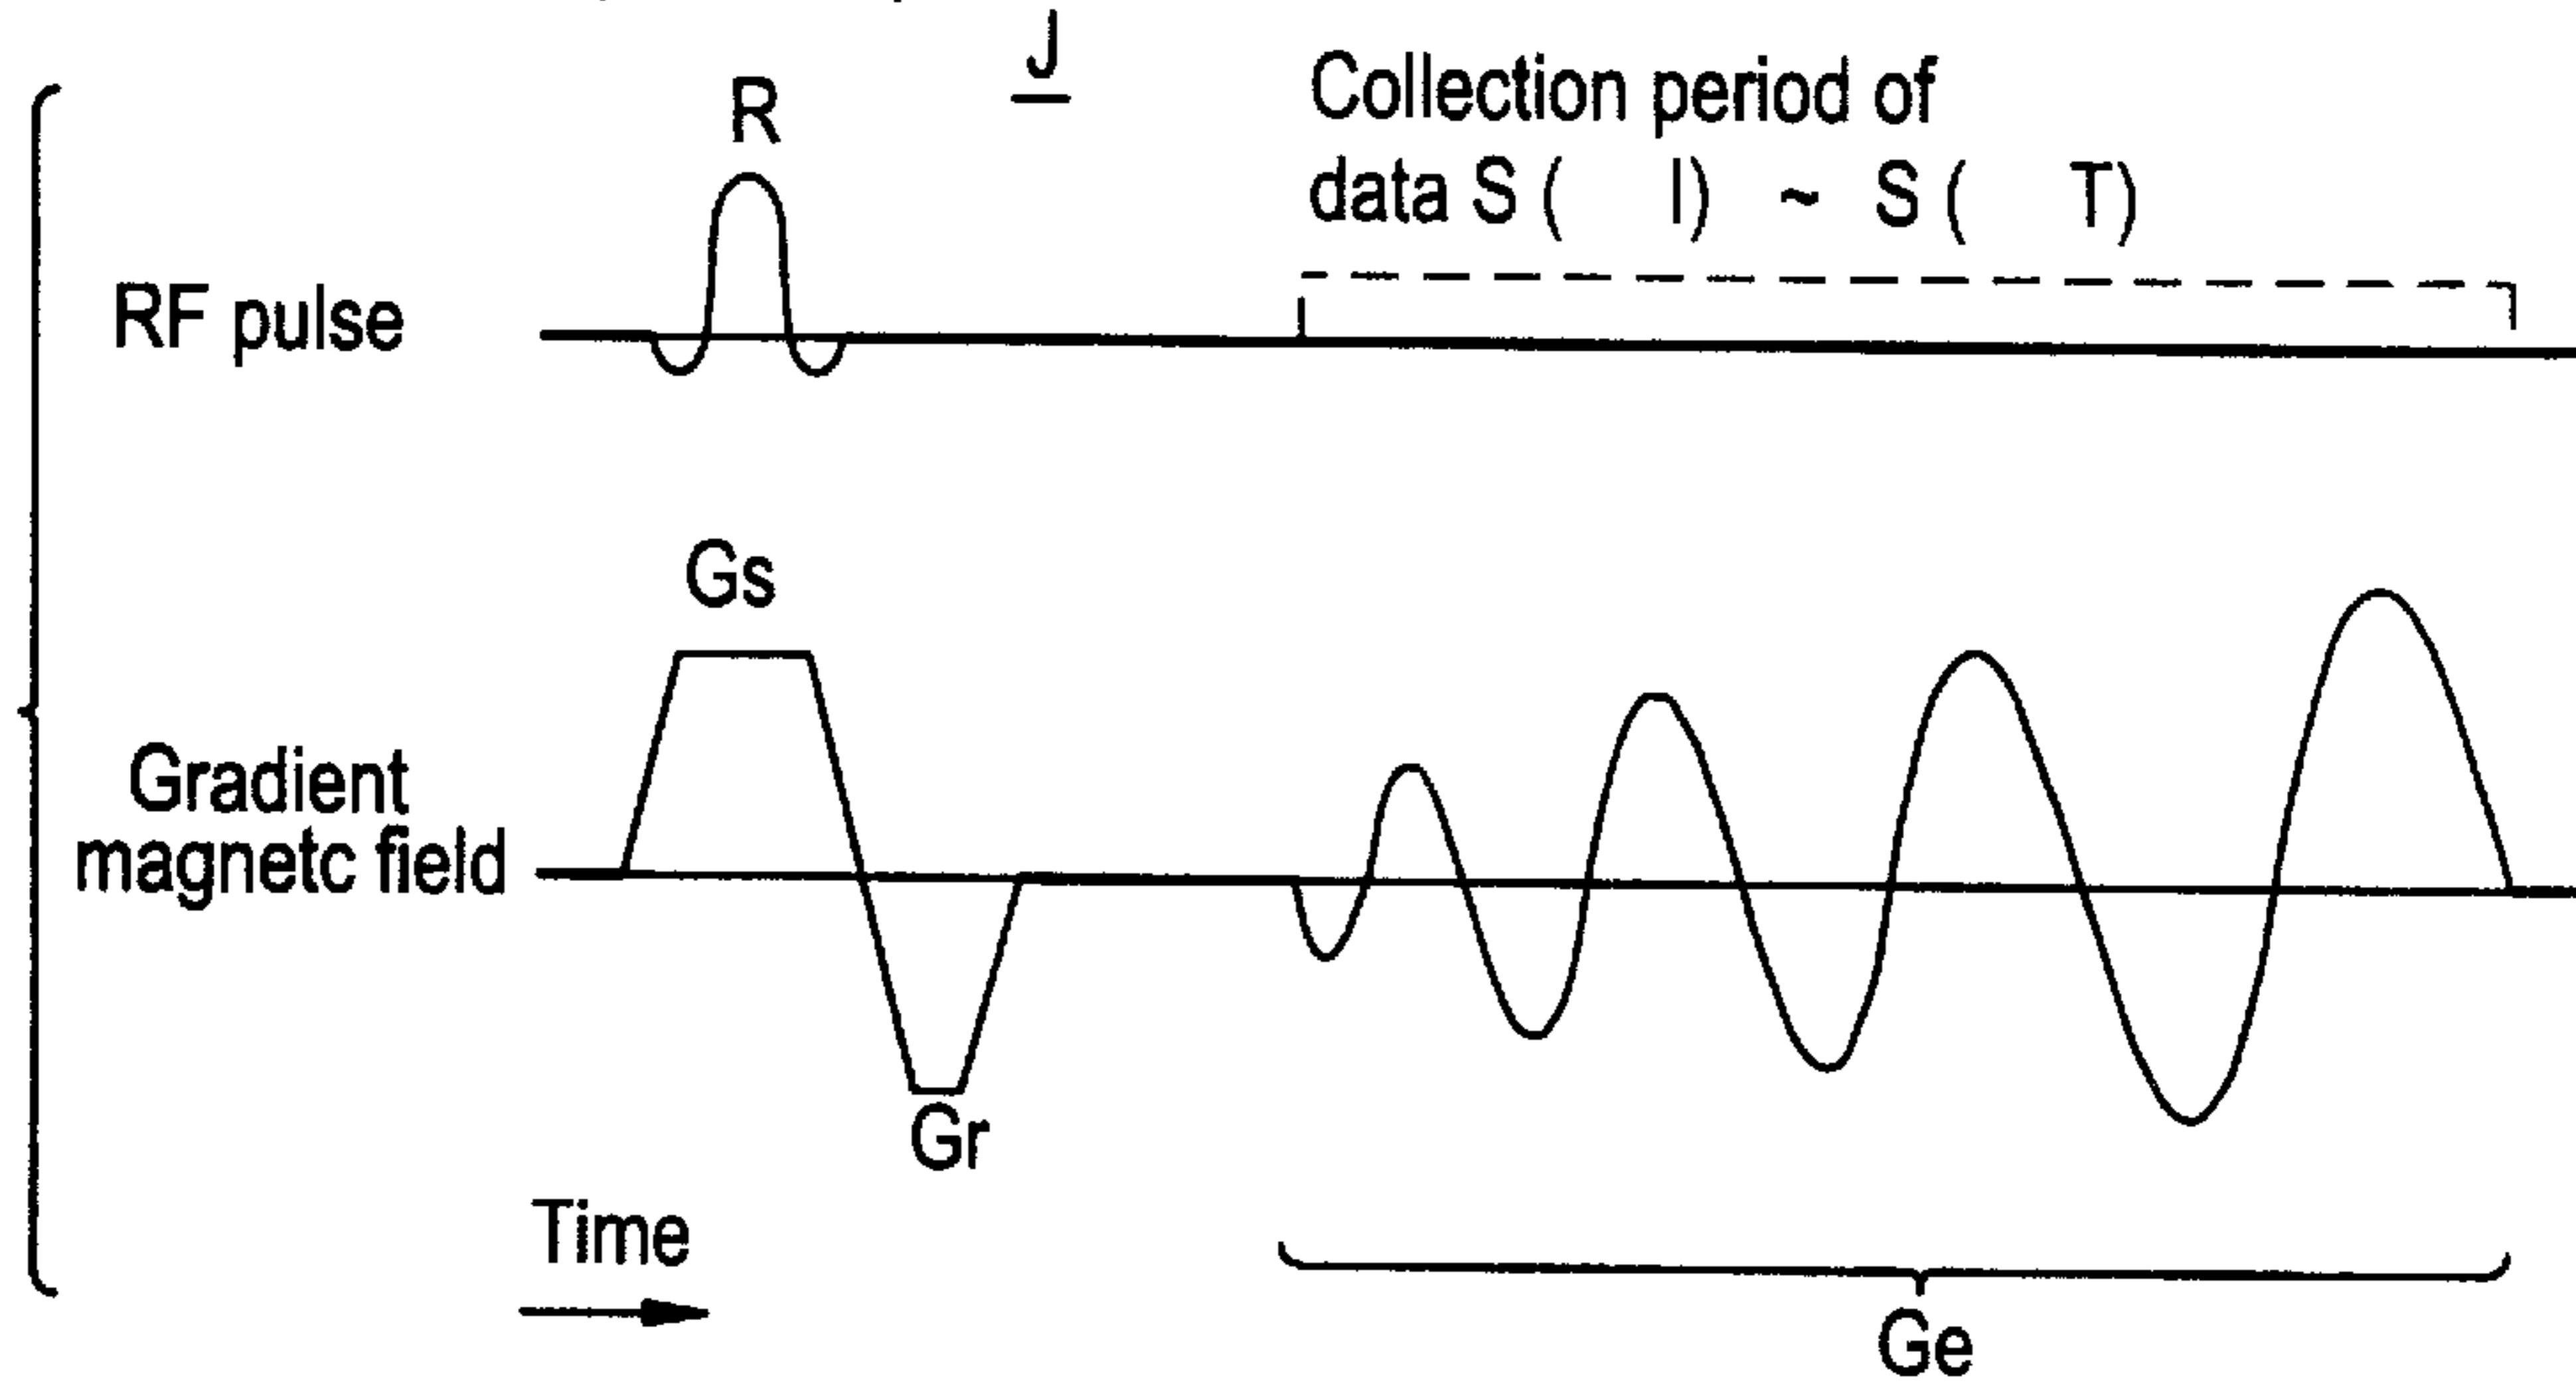 J
R
Collection period of
data S ( I) ~ S ( T)
RF pulse
Gs
Gradient
magnetc field
Gr
Time
Ge